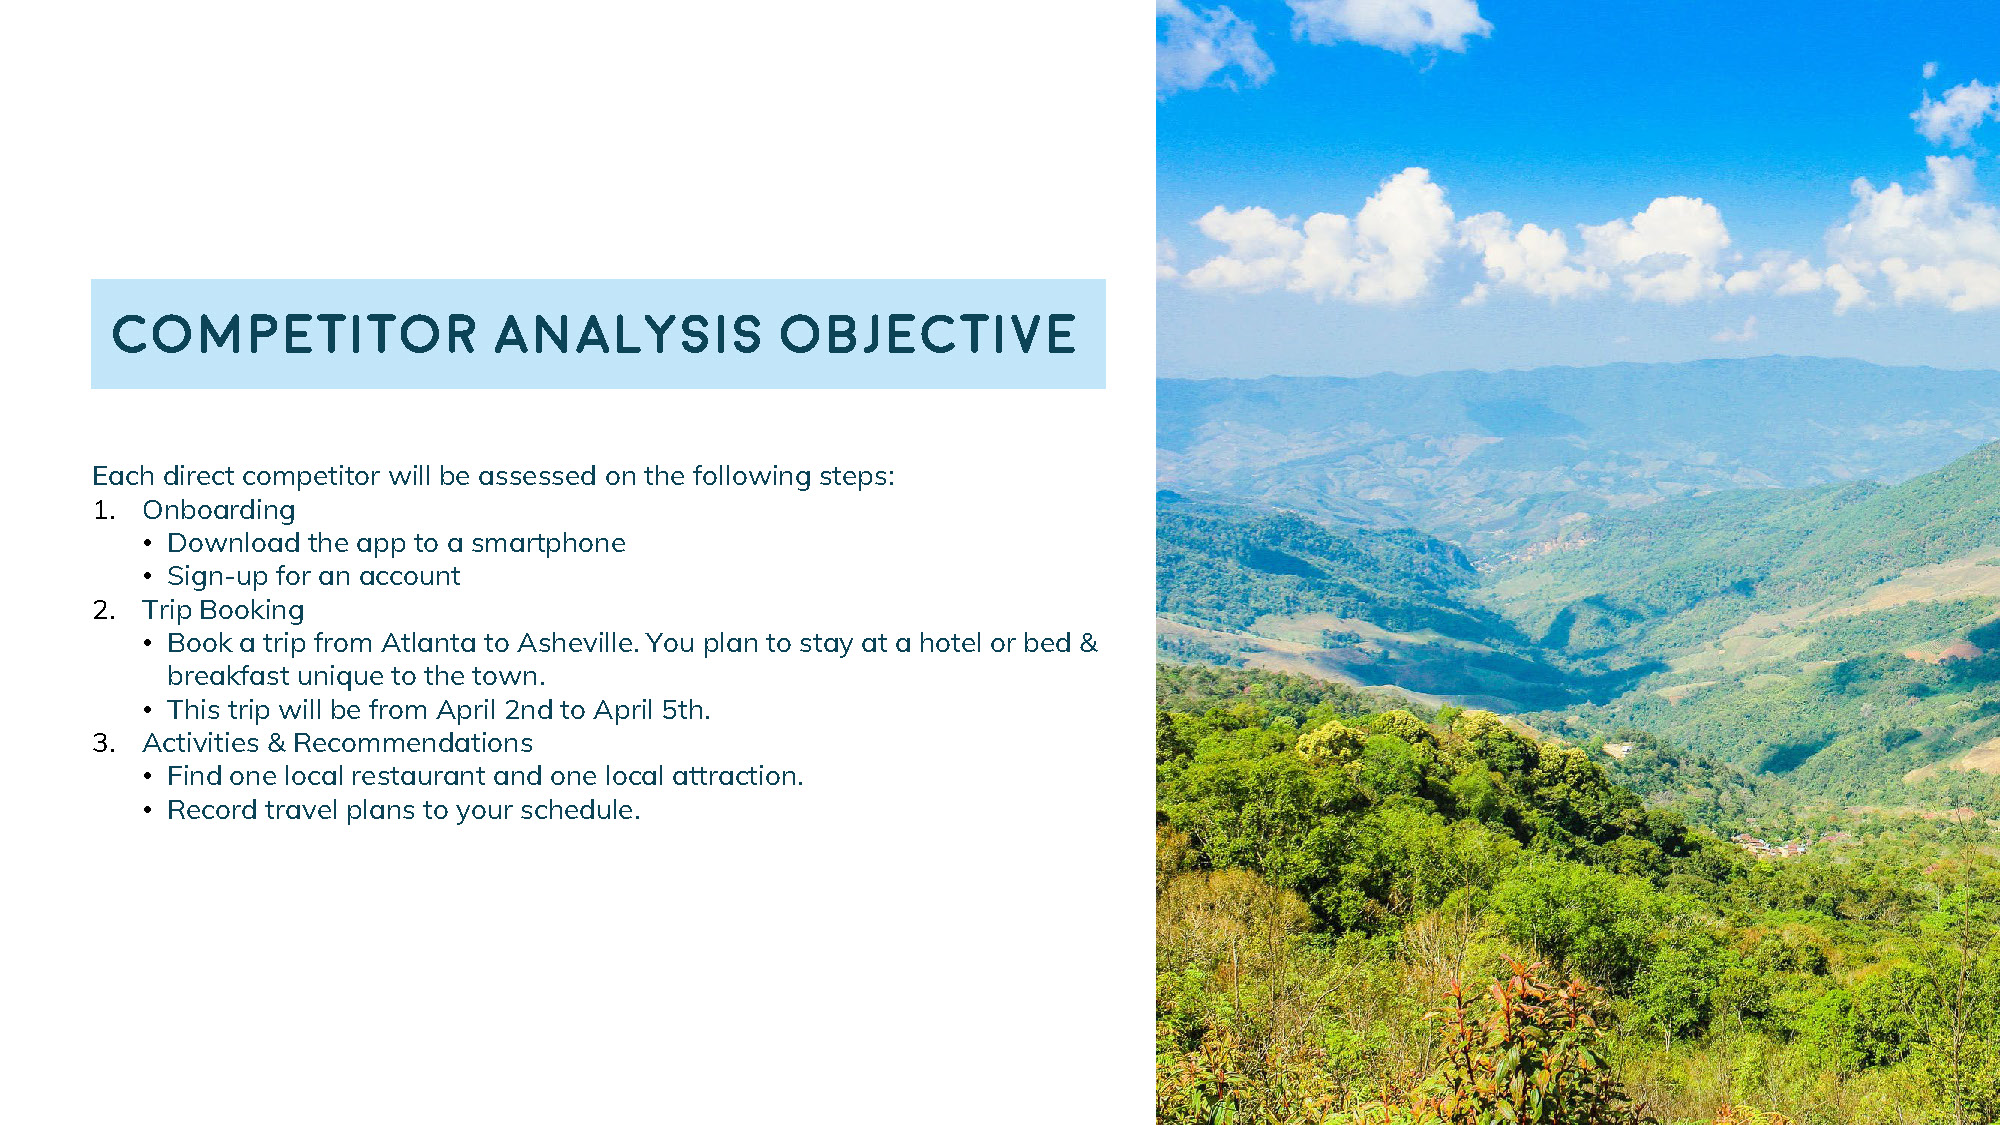 COMPETITOR ANALYSIS OBJECTIVE
Each direct competitor will be assessed on the following steps:
1. Onboarding
• Download the app to a smartphone
• Sign-up for an account
2. Trip Booking
• Book a trip from Atlanta to Asheville. You plan to stay at a hotel or bed &
breakfast unique to the town.
• This trip will be from April 2nd to April 5th.
3. Activities & Recommendations
• Find one local restaurant and one local attraction.
• Record travel plans to your schedule.